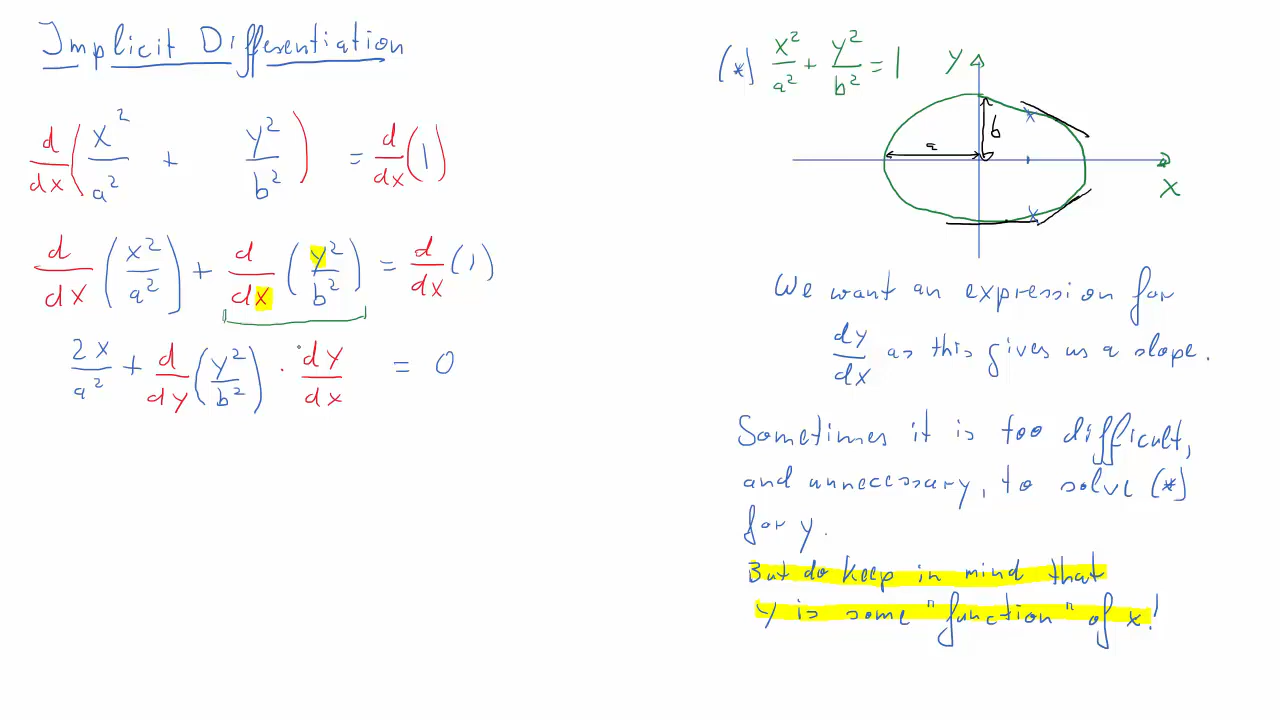 Implicit Differentiation
d/dx (x²/a² + y²/b²) = d/dx (1)
d/dx (x²/a²) + d/dx (y²/b²) = d/dx (1)
2x/a² + d/dy (y²/b²) · dy/dx = 0
(*) x²/a² + y²/b² = 1
y
b
a
x
x
x
We want an expression for
dy/dx as this gives us a slope.
Sometimes it is too difficult,
and unnecessary, to solve (*)
for y.
But do keep in mind that
y is some "function" of x!